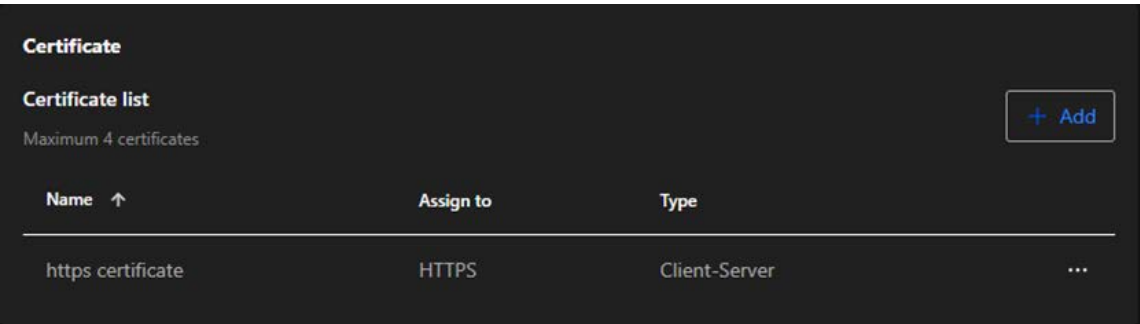 Certificate
Certificate list
Maximum 4 certificates
+ Add
Name ↑ Assign to Type
https certificate HTTPS Client-Server ...